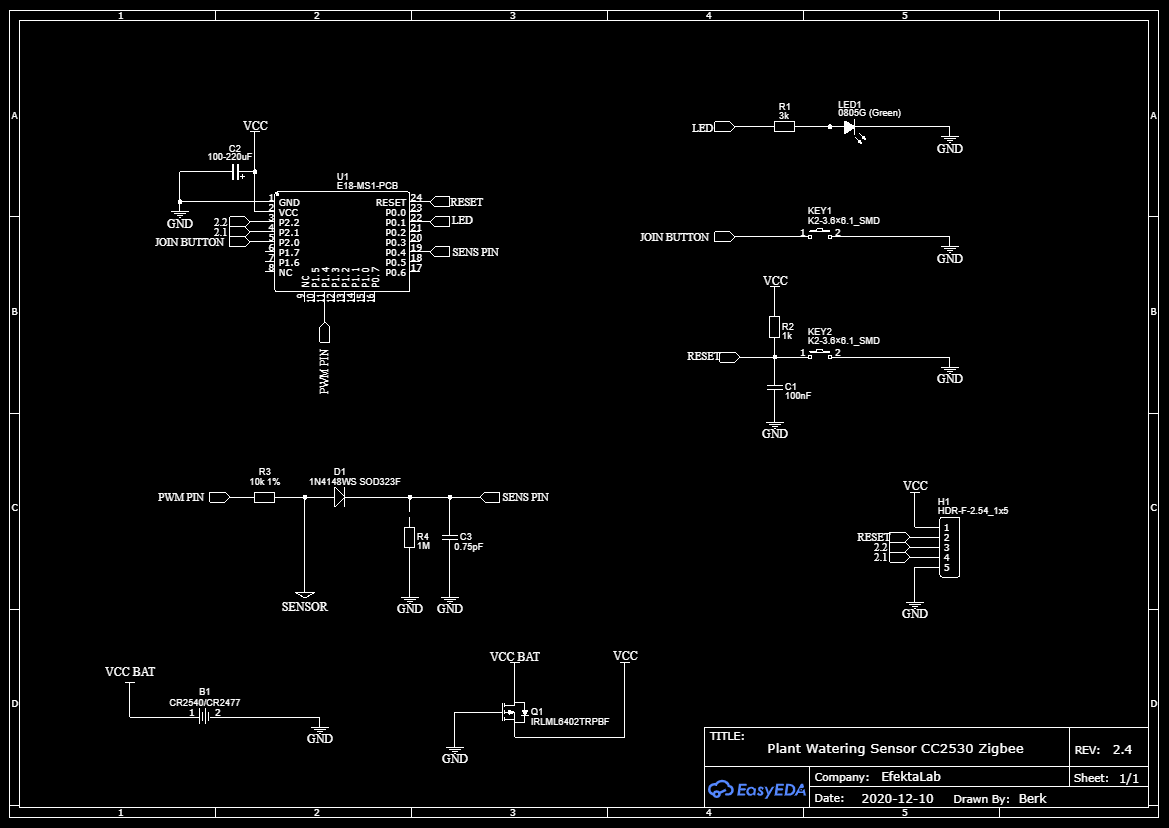 1 2 3 4 5
A
B
C
D
A
B
C
D
VCC
C2
100-220uF
+
GND
U1
E18-MS1-PCB
1 GND
2 VCC
2.2 3 P2.2
2.1 4 P2.1
JOIN BUTTON 5 P2.0
6 P1.7
7 P1.6
8 NC
24 RESET RESET
23 P0.0
22 P0.1 LED
21 P0.2
20 P0.3
19 P0.4 SENS PIN
18 P0.5
17 P0.6
NC P1.5 P1.4 P1.3 P1.2 P1.1 P1.0 P0.7
9 10 11 12 13 14 15 16
PWM PIN
LED
R1
3k
LED1
0805G (Green)
GND
JOIN BUTTON
KEY1
K2-3.6×6.1_SMD
1 2
GND
VCC
R2
1k
KEY2
K2-3.6×6.1_SMD
RESET
1 2
GND
C1
100nF
GND
PWM PIN
R3
10k 1%
D1
1N4148WS SOD323F
SENS PIN
R4
1M
C3
0.75pF
SENSOR
GND
GND
VCC
H1
HDR-F-2.54_1x5
1
RESET 2
2.2 3
2.1 4
5
GND
VCC BAT
B1
CR2540/CR2477
1 2
GND
VCC BAT
VCC
Q1
IRLML6402TRPBF
GND
TITLE:
Plant Watering Sensor CC2530 Zigbee
REV: 2.4
EasyEDA
Company: EfektaLab
Sheet: 1/1
Date: 2020-12-10 Drawn By: Berk
1 2 3 4 5